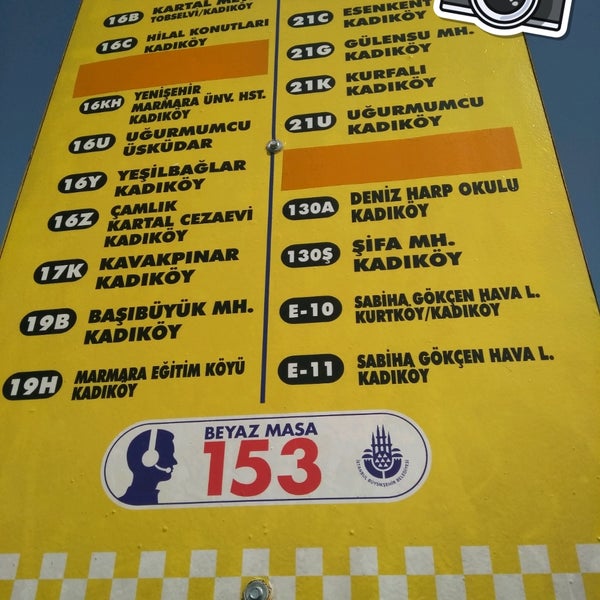 16B KARTAL
TOBSELVİ/KADIKÖY
16C HİLAL KONUTLARI
KADIKÖY
16KH YENİŞEHİR
MARMARA ÜNV. HST.
KADIKÖY
16U UĞURMUMCU
ÜSKÜDAR
16Y YEŞİLBAĞLAR
KADIKÖY
16Z ÇAMLIK
KARTAL CEZAEVİ
KADIKÖY
17K KAVAKPINAR
KADIKÖY
19B BAŞIBÜYÜK MH.
KADIKÖY
19H MARMARA EĞİTİM KÖYÜ
KADIKÖY
21C ESENKENT
KADIKÖY
21G GÜLENSU MH.
KADIKÖY
21K KURFALI
KADIKÖY
21U UĞURMUMCU
KADIKÖY
130A DENİZ HARP OKULU
KADIKÖY
130Ş ŞİFA MH.
KADIKÖY
E-10 SABİHA GÖKÇEN HAVA L.
KURTKÖY/KADIKÖY
E-11 SABİHA GÖKÇEN HAVA L.
KADIKÖY
BEYAZ MASA
153
İSTANBUL BÜYÜKŞEHİR BELEDİYESİ